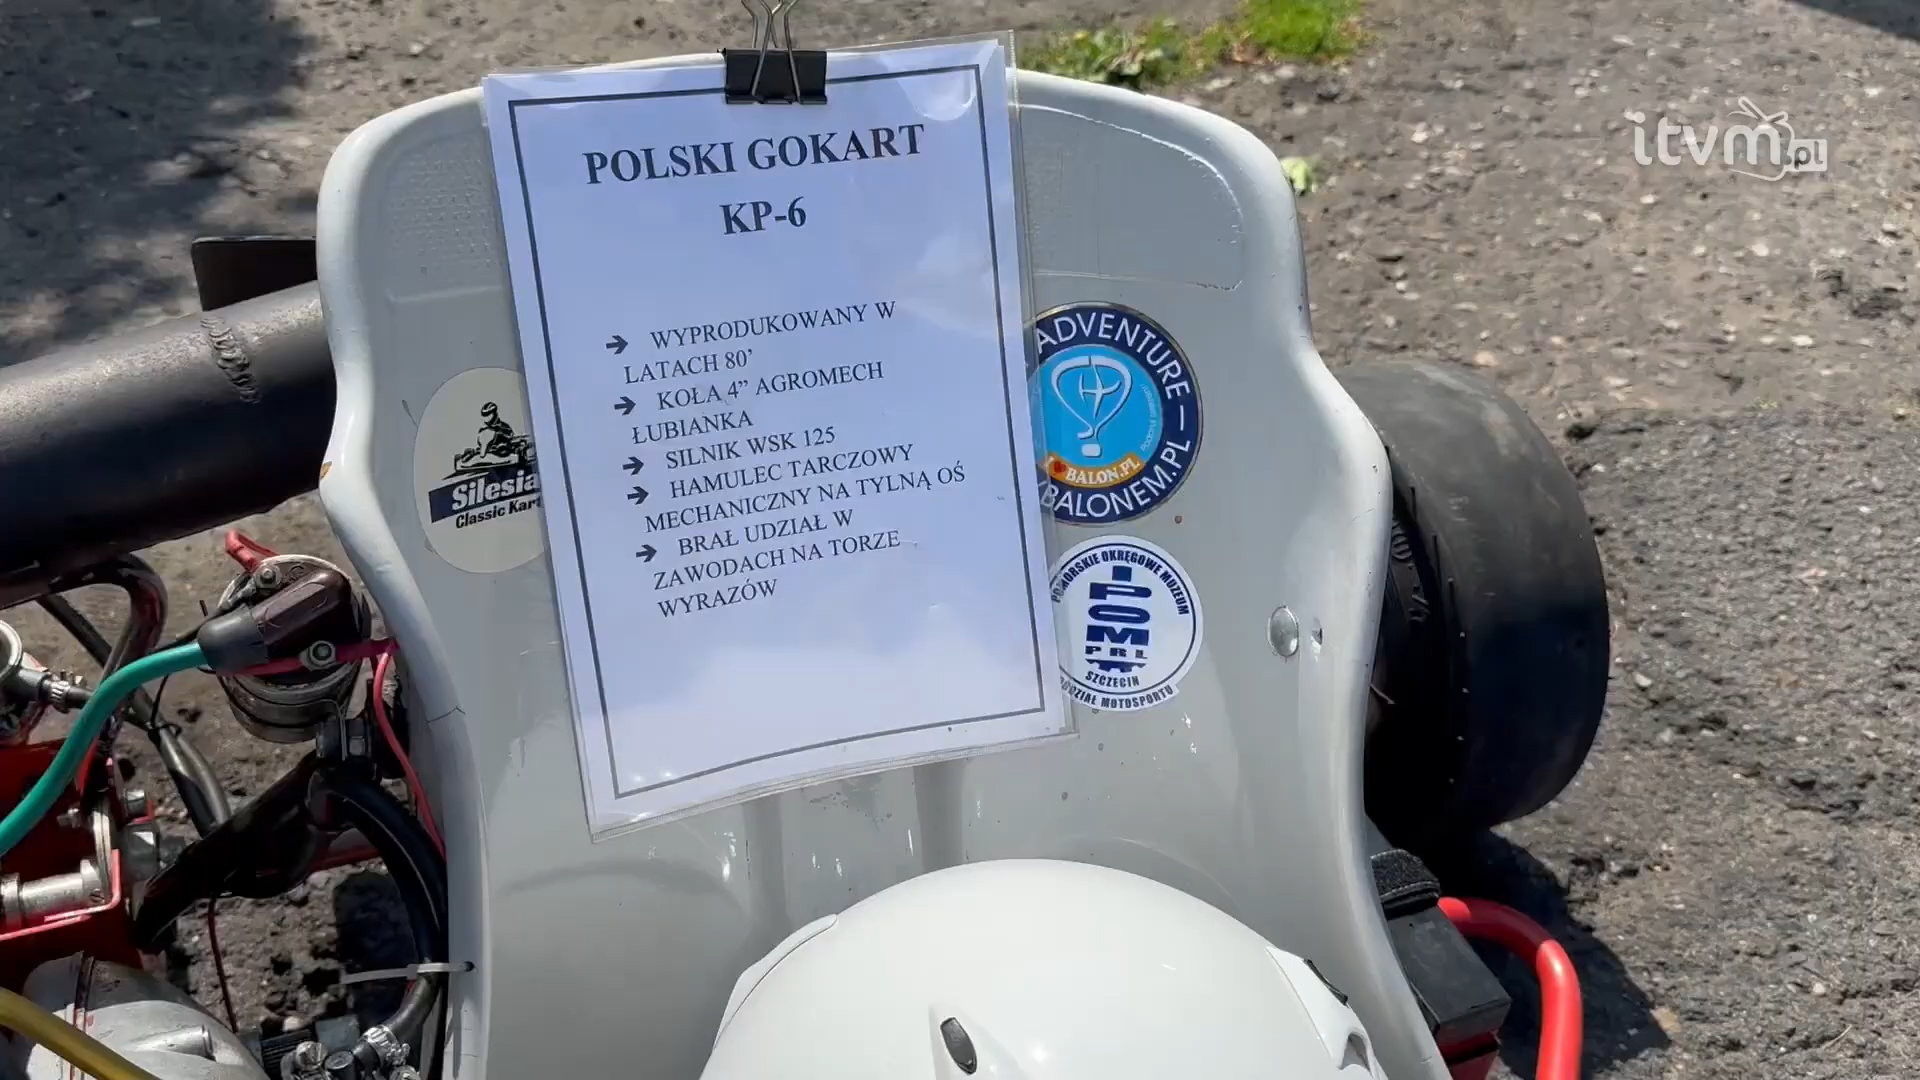 itvm.pl
POLSKI GOKART
KP-6
➔ WYPRODUKOWANY W
LATACH 80’
➔ KOŁA 4” AGROMECH
ŁUBIANKA
➔ SILNIK WSK 125
➔ HAMULEC TARCZOWY
MECHANICZNY NA TYLNĄ OŚ
➔ BRAŁ UDZIAŁ W
ZAWODACH NA TORZE
WYRAZÓW
Silesia
Classic Kart
ADVENTURE
BALON.PL
BALONEM.PL
OKRĘGOWE MUZEUM
POM
PRL
SZCZECIN
ODDZIAŁ MOTOSPORTU